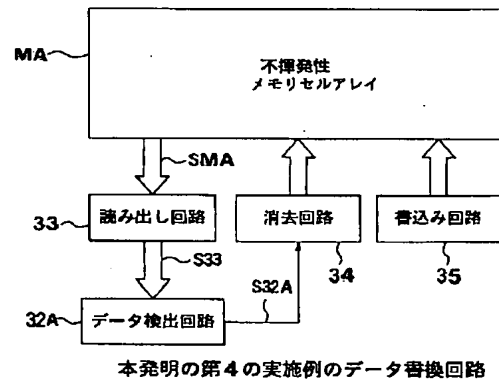 MA
不揮発性
メモリセルアレイ
SMA
33
読み出し回路
消去回路
書込み回路
34
35
S33
S32A
32A
データ検出回路
本発明の第4の実施例のデータ書換回路